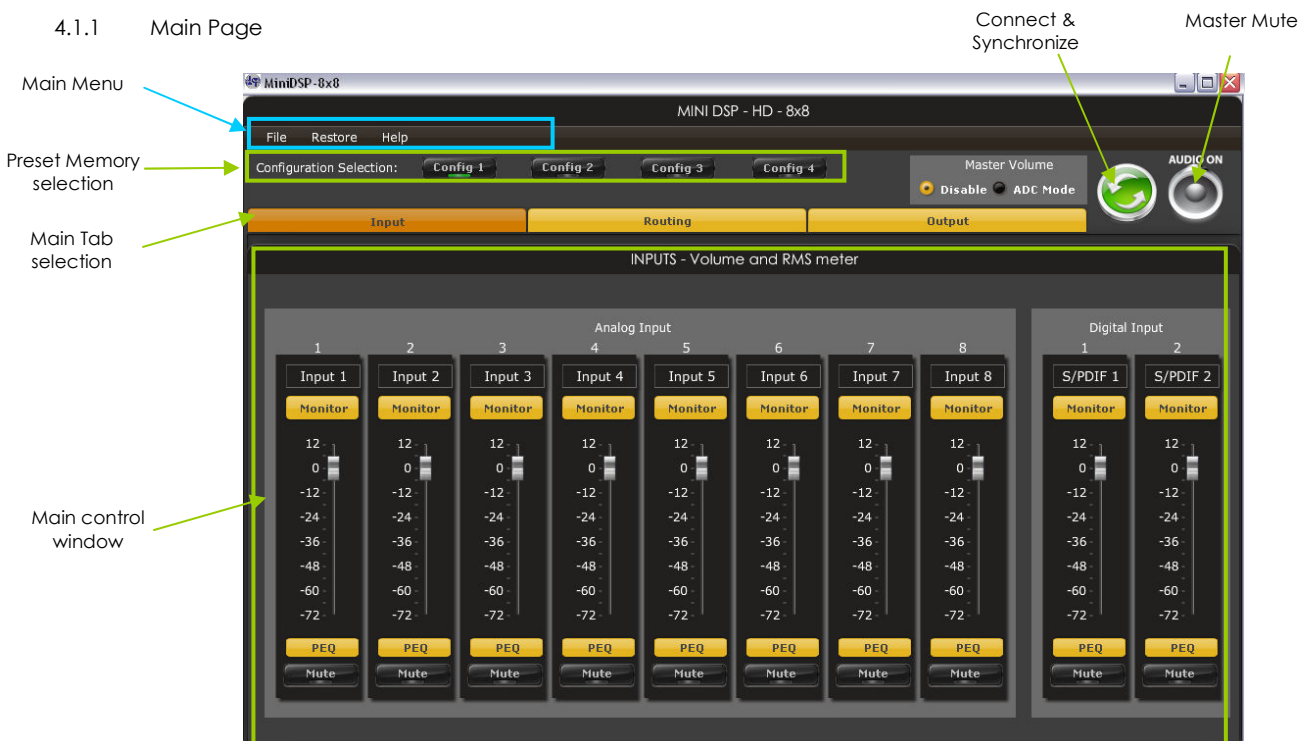 4.1.1 Main Page
Connect &
Synchronize
Master Mute
Main Menu
MiniDSP-8x8
MINI DSP - HD - 8x8
File Restore Help
Preset Memory
selection
Configuration Selection: Config 1 Config 2 Config 3 Config 4
Master Volume
Disable ADC Mode
AUDIO ON
Main Tab
selection
Input Routing Output
INPUTS - Volume and RMS meter
Analog Input Digital Input
1 2 3 4 5 6 7 8 1 2
Input 1 Input 2 Input 3 Input 4 Input 5 Input 6 Input 7 Input 8 S/PDIF 1 S/PDIF 2
Monitor Monitor Monitor Monitor Monitor Monitor Monitor Monitor Monitor Monitor
12 12 12 12 12 12 12 12 12 12
0 0 0 0 0 0 0 0 0 0
-12 -12 -12 -12 -12 -12 -12 -12 -12 -12
-24 -24 -24 -24 -24 -24 -24 -24 -24 -24
Main control
window
-36 -36 -36 -36 -36 -36 -36 -36 -36 -36
-48 -48 -48 -48 -48 -48 -48 -48 -48 -48
-60 -60 -60 -60 -60 -60 -60 -60 -60 -60
-72 -72 -72 -72 -72 -72 -72 -72 -72 -72
PEQ PEQ PEQ PEQ PEQ PEQ PEQ PEQ PEQ PEQ
Mute Mute Mute Mute Mute Mute Mute Mute Mute Mute